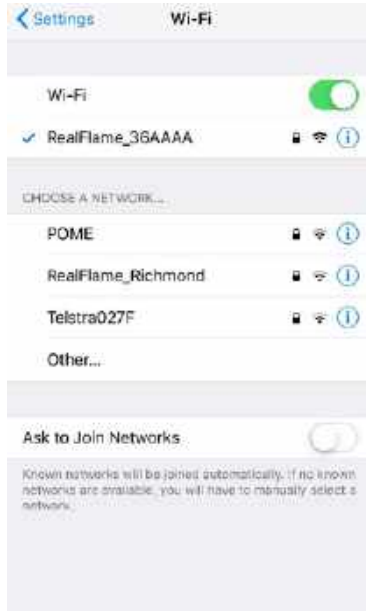 Settings Wi-Fi
Wi-Fi
RealFlame_36AAAA
CHOOSE A NETWORK...
POME
RealFlame_Richmond
Telstra027F
Other...
Ask to Join Networks
Known networks will be joined automatically. If no known
networks are available, you will have to manually select a
network.